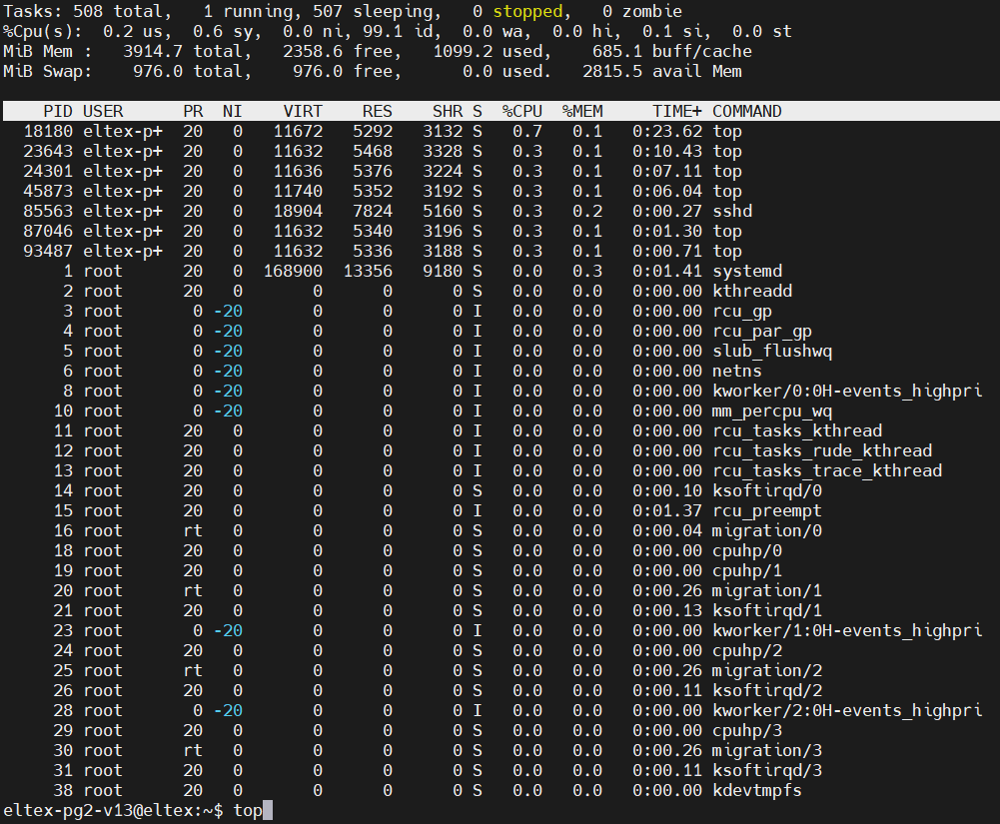 Tasks: 508 total,   1 running, 507 sleeping,   0 stopped,   0 zombie
%Cpu(s):  0.2 us,  0.6 sy,  0.0 ni, 99.1 id,  0.0 wa,  0.0 hi,  0.1 si,  0.0 st
MiB Mem :   3914.7 total,   2358.6 free,   1099.2 used,    685.1 buff/cache
MiB Swap:    976.0 total,    976.0 free,      0.0 used.   2815.5 avail Mem
    PID USER      PR  NI    VIRT    RES    SHR S  %CPU  %MEM     TIME+ COMMAND
  18180 eltex-p+  20   0   11672   5292   3132 S   0.7   0.1   0:23.62 top
  23643 eltex-p+  20   0   11632   5468   3328 S   0.3   0.1   0:10.43 top
  24301 eltex-p+  20   0   11636   5376   3224 S   0.3   0.1   0:07.11 top
  45873 eltex-p+  20   0   11740   5352   3192 S   0.3   0.1   0:06.04 top
  85563 eltex-p+  20   0   18904   7824   5160 S   0.3   0.2   0:00.27 sshd
  87046 eltex-p+  20   0   11632   5340   3196 S   0.3   0.1   0:01.30 top
  93487 eltex-p+  20   0   11632   5336   3188 S   0.3   0.1   0:00.71 top
      1 root      20   0  168900  13356   9180 S   0.0   0.3   0:01.41 systemd
      2 root      20   0       0      0      0 S   0.0   0.0   0:00.00 kthreadd
      3 root       0 -20       0      0      0 I   0.0   0.0   0:00.00 rcu_gp
      4 root       0 -20       0      0      0 I   0.0   0.0   0:00.00 rcu_par_gp
      5 root       0 -20       0      0      0 I   0.0   0.0   0:00.00 slub_flushwq
      6 root       0 -20       0      0      0 I   0.0   0.0   0:00.00 netns
      8 root       0 -20       0      0      0 I   0.0   0.0   0:00.00 kworker/0:0H-events_highpri
     10 root       0 -20       0      0      0 I   0.0   0.0   0:00.00 mm_percpu_wq
     11 root      20   0       0      0      0 I   0.0   0.0   0:00.00 rcu_tasks_kthread
     12 root      20   0       0      0      0 I   0.0   0.0   0:00.00 rcu_tasks_rude_kthread
     13 root      20   0       0      0      0 I   0.0   0.0   0:00.00 rcu_tasks_trace_kthread
     14 root      20   0       0      0      0 S   0.0   0.0   0:00.10 ksoftirqd/0
     15 root      20   0       0      0      0 I   0.0   0.0   0:01.37 rcu_preempt
     16 root      rt   0       0      0      0 S   0.0   0.0   0:00.04 migration/0
     18 root      20   0       0      0      0 S   0.0   0.0   0:00.00 cpuhp/0
     19 root      20   0       0      0      0 S   0.0   0.0   0:00.00 cpuhp/1
     20 root      rt   0       0      0      0 S   0.0   0.0   0:00.26 migration/1
     21 root      20   0       0      0      0 S   0.0   0.0   0:00.13 ksoftirqd/1
     23 root       0 -20       0      0      0 I   0.0   0.0   0:00.00 kworker/1:0H-events_highpri
     24 root      20   0       0      0      0 S   0.0   0.0   0:00.00 cpuhp/2
     25 root      rt   0       0      0      0 S   0.0   0.0   0:00.26 migration/2
     26 root      20   0       0      0      0 S   0.0   0.0   0:00.11 ksoftirqd/2
     28 root       0 -20       0      0      0 I   0.0   0.0   0:00.00 kworker/2:0H-events_highpri
     29 root      20   0       0      0      0 S   0.0   0.0   0:00.00 cpuhp/3
     30 root      rt   0       0      0      0 S   0.0   0.0   0:00.26 migration/3
     31 root      20   0       0      0      0 S   0.0   0.0   0:00.11 ksoftirqd/3
     38 root      20   0       0      0      0 S   0.0   0.0   0:00.00 kdevtmpfs
eltex-pg2-v13@eltex:~$ top